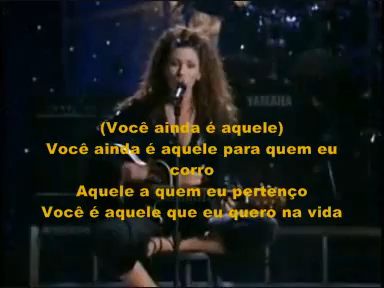 YAMAHA
(Você ainda é aquele)
Você ainda é aquele para quem eu
corro
Aquele a quem eu pertenço
Você é aquele que eu quero na vida